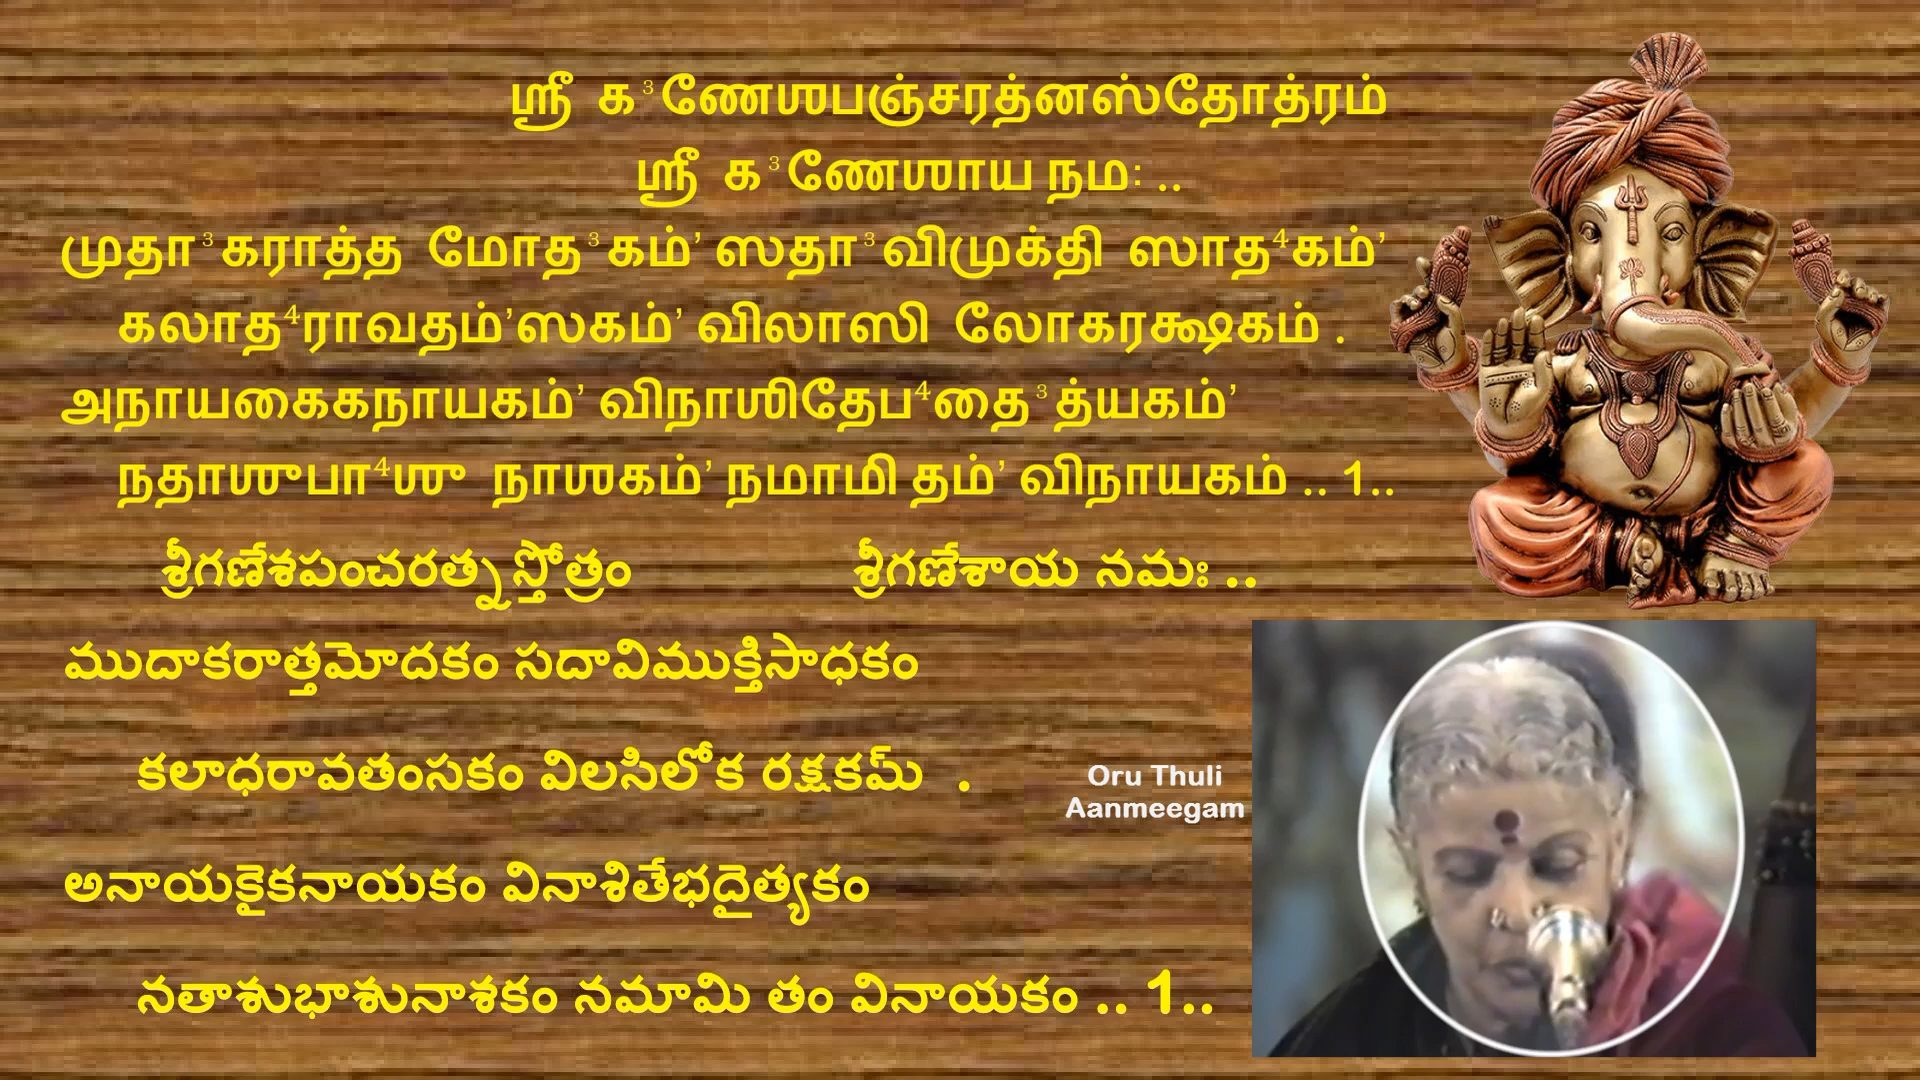 ஶ்ரீ க³ணேஶபஞ்சரத்னஸ்தோத்ரம்
ஶ்ரீ க³ணேஶாய நம: ..
முதா³கராத்த மோத³கம்ʼ ஸதா³விமுக்தி ஸாத⁴கம்ʼ
கலாத⁴ராவதம்ʼஸகம்ʼ விலாஸி லோகரக்ஷகம் .
அநாயகைகநாயகம்ʼ விநாஶிதேப⁴தை³த்யகம்ʼ
நதாஶுபா⁴ஶு நாஶகம்ʼ நமாமி தம்ʼ விநாயகம் .. 1..
శ్రీగణేశపంచరత్నస్తోత్రం శ్రీగణేశాయ నమః ..
ముదాకరాత్తమోదకం సదావిముక్తిసాధకం
కలాధరావతంసకం విలసిలోక రక్షకమ్ .
Oru Thuli
Aanmeegam
అనాయకైకనాయకం వినాశితేభదైత్యకం
నతాశుభాశునాశకం నమామి తం వినాయకం .. 1..